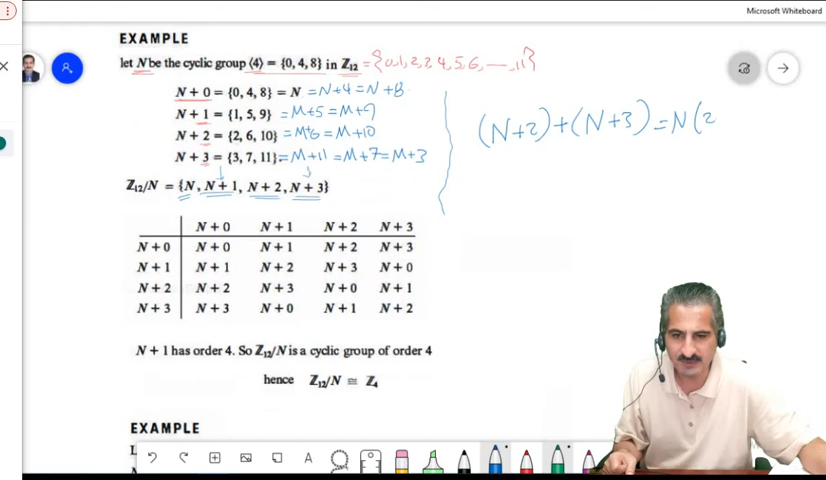 Microsoft Whiteboard
EXAMPLE
let N be the cyclic group ⟨4⟩ = {0, 4, 8} in Z₁₂ = {0,1,2,3,4,5,6,---,11}
N + 0 = {0, 4, 8} = N = N+4 = N+8
N + 1 = {1, 5, 9} = N+5 = N+9
N + 2 = {2, 6, 10} = N+6 = N+10
N + 3 = {3, 7, 11} = N+11 = N+7 = N+3
(N+2)+(N+3)=N(2
Z₁₂/N = {N, N + 1, N + 2, N + 3}
N + 0 N + 1 N + 2 N + 3
N + 0 N + 0 N + 1 N + 2 N + 3
N + 1 N + 1 N + 2 N + 3 N + 0
N + 2 N + 2 N + 3 N + 0 N + 1
N + 3 N + 3 N + 0 N + 1 N + 2
N + 1 has order 4. So Z₁₂/N is a cyclic group of order 4
hence Z₁₂/N ≅ Z₄
EXAMPLE